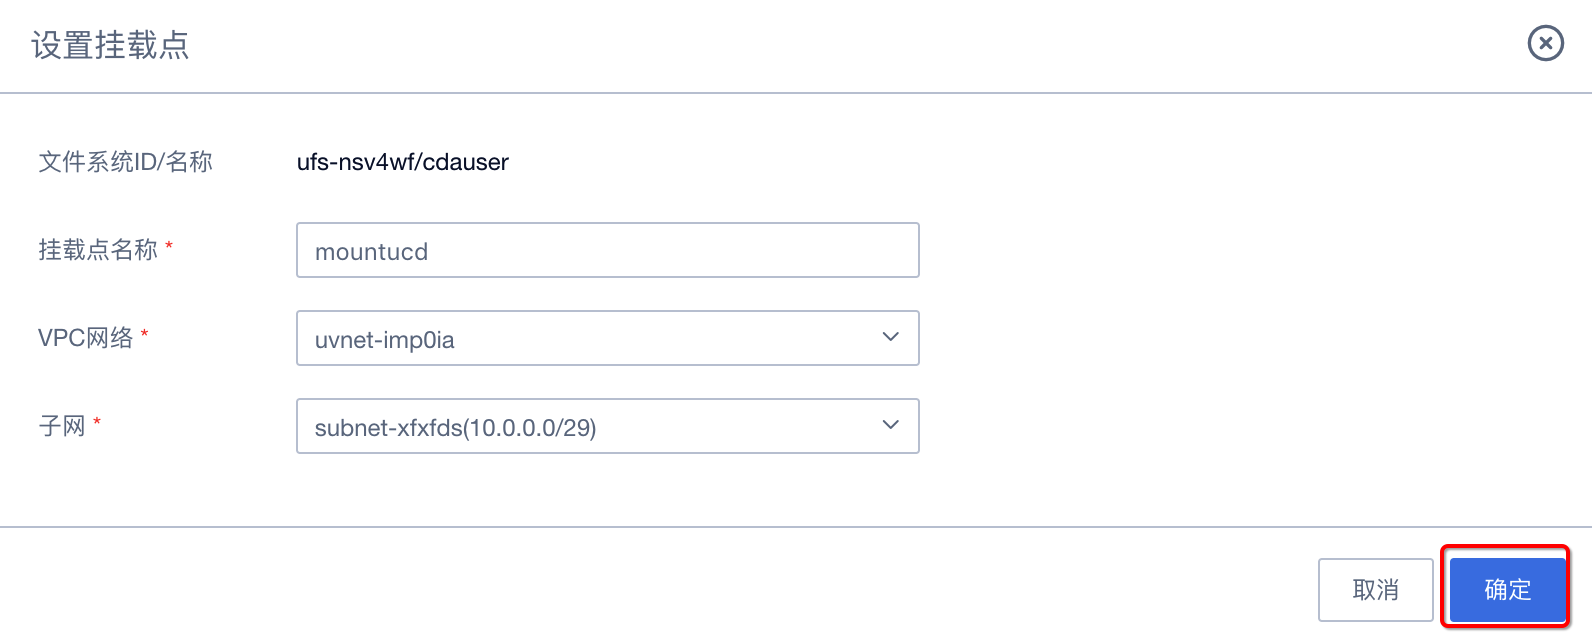 设置挂载点
文件系统ID/名称 ufs-nsv4wf/cdauser
挂载点名称 * mountucd
VPC网络 * uvnet-imp0ia
子网 * subnet-xfxfds(10.0.0.0/29)
取消 确定